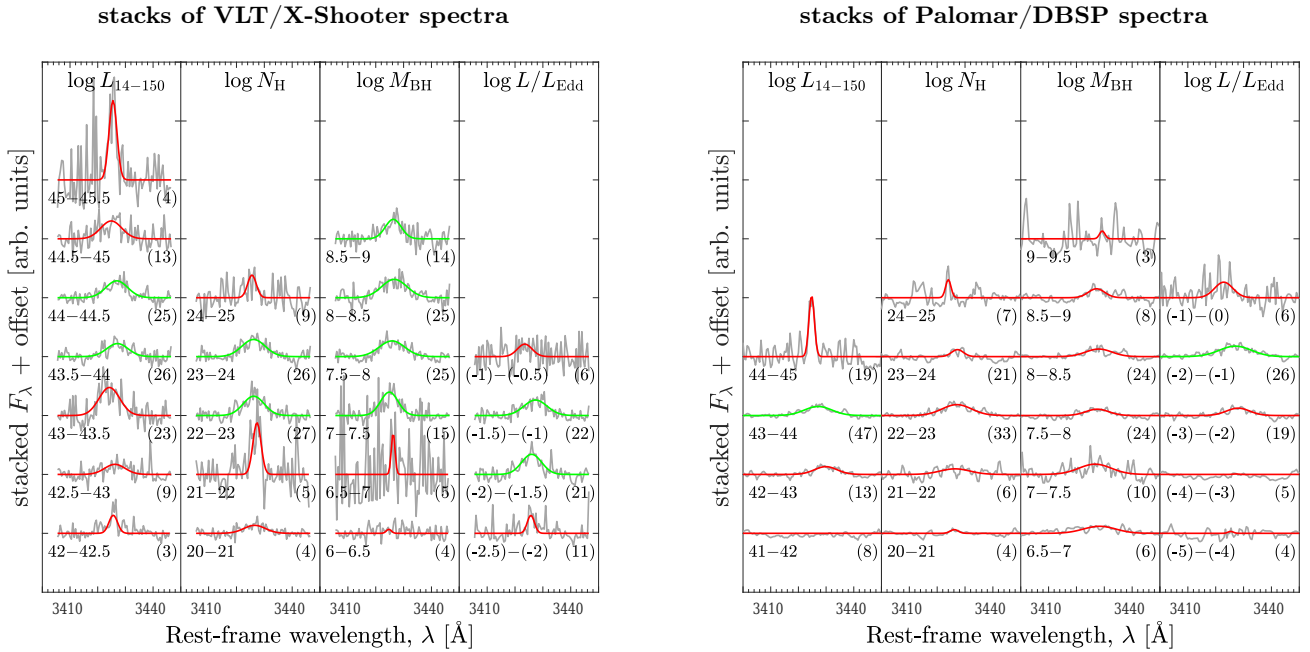 stacks of VLT/X-Shooter spectra
stacks of Palomar/DBSP spectra
stacked Fλ + offset [arb. units]
log L14−150 log NH log MBH log L/LEdd
45−45.5 (4)
44.5−45 (13) 8.5−9 (14)
44−44.5 (25) 24−25 (9) 8−8.5 (25)
43.5−44 (26) 23−24 (26) 7.5−8 (25) (-1)−(-0.5) (6)
43−43.5 (23) 22−23 (27) 7−7.5 (15) (-1.5)−(-1) (22)
42.5−43 (9) 21−22 (5) 6.5−7 (5) (-2)−(-1.5) (21)
42−42.5 (3) 20−21 (4) 6−6.5 (4) (-2.5)−(-2) (11)
3410 3440 3410 3440 3410 3440 3410 3440
Rest-frame wavelength, λ [Å]
stacked Fλ + offset [arb. units]
log L14−150 log NH log MBH log L/LEdd
9−9.5 (3)
24−25 (7) 8.5−9 (8) (-1)−(0) (6)
44−45 (19) 23−24 (21) 8−8.5 (24) (-2)−(-1) (26)
43−44 (47) 22−23 (33) 7.5−8 (24) (-3)−(-2) (19)
42−43 (13) 21−22 (6) 7−7.5 (10) (-4)−(-3) (5)
41−42 (8) 20−21 (4) 6.5−7 (6) (-5)−(-4) (4)
3410 3440 3410 3440 3410 3440 3410 3440
Rest-frame wavelength, λ [Å]